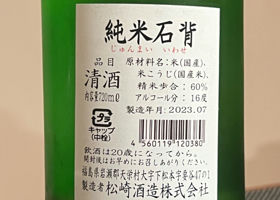 純米石背
じゅんまい いわせ
品目 原材料名:米(国産)、
清酒 米こうじ(国産米)
精米歩合:60%
内容量720mℓ アルコール分:16度
製造年月:2023.07
プラ
キャップ
(中栓)
4560119120380
飲酒は20歳になってから。
開封後はお早めにお召しあがりください。
福島県岩瀬郡天栄村大字下松本字要谷47の1
製造者 松崎酒造株式会社